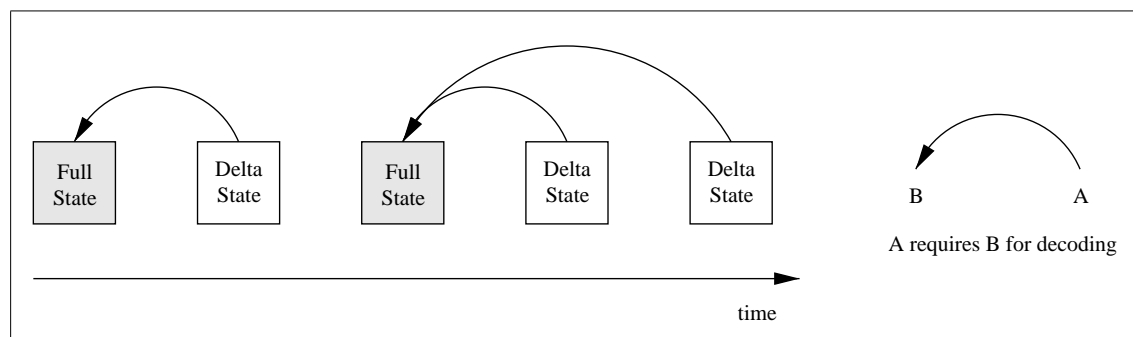 Full
State
Delta
State
Full
State
Delta
State
Delta
State
B
A
A requires B for decoding
time